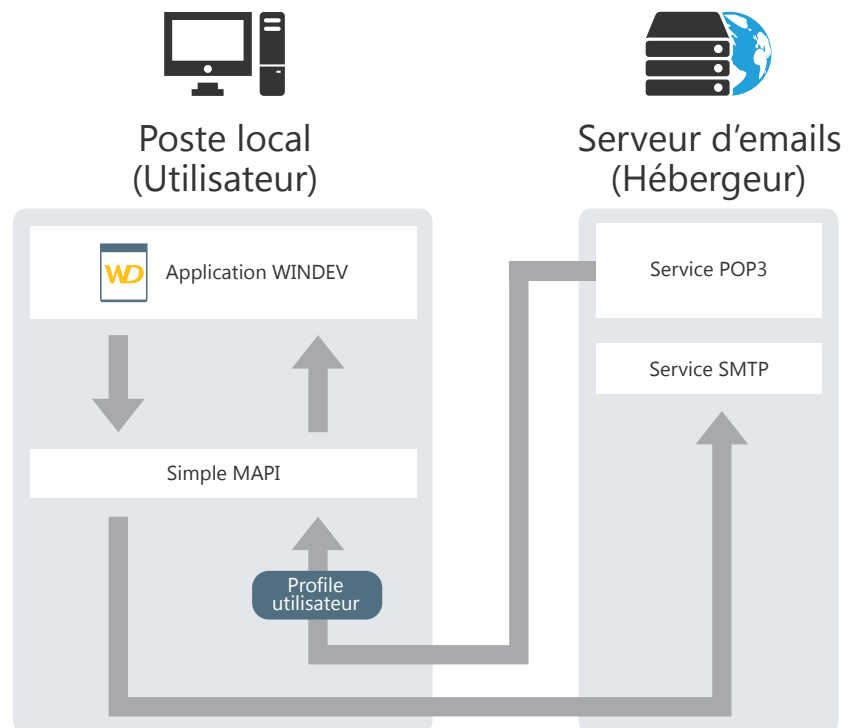 Poste local
(Utilisateur)
Serveur d'emails
(Hébergeur)
WD
Application WINDEV
Service POP3
Service SMTP
Simple MAPI
Profile
utilisateur